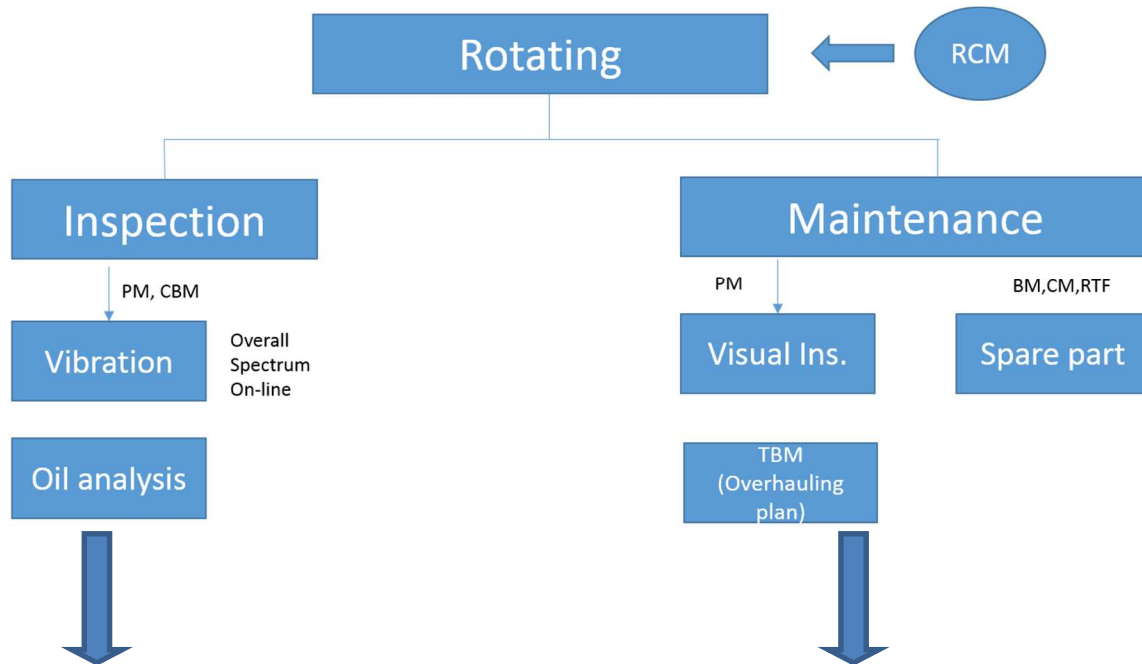 Rotating
RCM
Inspection
Maintenance
PM, CBM
PM
BM,CM,RTF
Vibration
Overall
Spectrum
On-line
Visual Ins.
Spare part
Oil analysis
TBM
(Overhauling
plan)